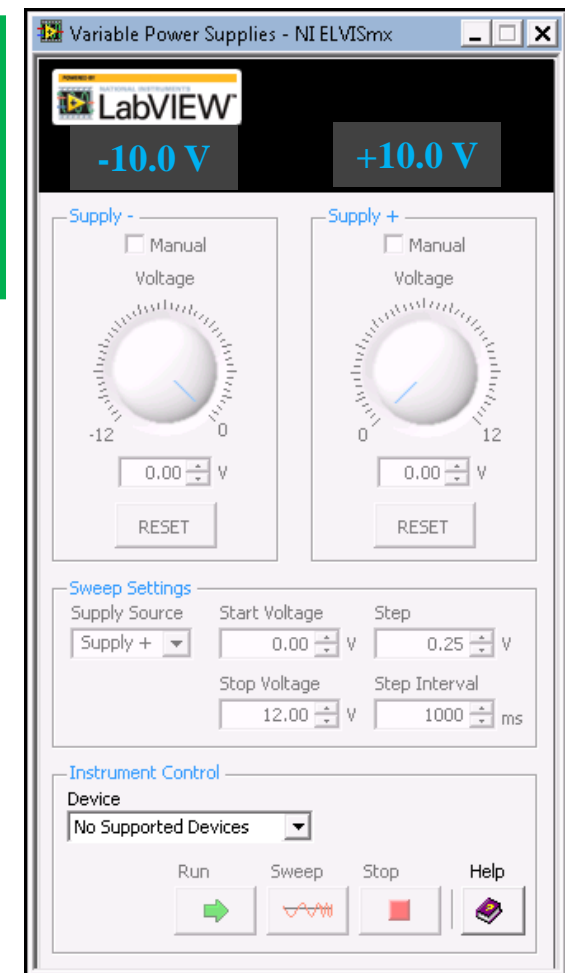 Variable Power Supplies - NI ELVISmx
POWERED BY
NATIONAL INSTRUMENTS
LabVIEW™
-10.0 V +10.0 V
Supply - Supply +
Manual Manual
Voltage Voltage
-12 0 0 12
0.00 V 0.00 V
RESET RESET
Sweep Settings
Supply Source Start Voltage Step
Supply + 0.00 V 0.25 V
Stop Voltage Step Interval
12.00 V 1000 ms
Instrument Control
Device
No Supported Devices
Run Sweep Stop Help